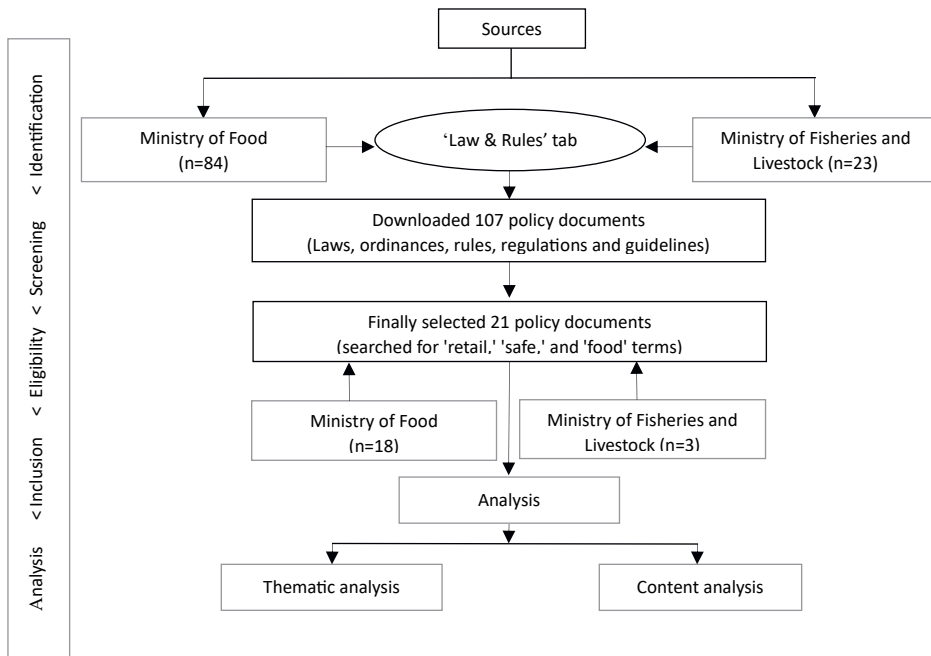 Sources
Ministry of Food
(n=84)
'Law & Rules' tab
Ministry of Fisheries and
Livestock (n=23)
Downloaded 107 policy documents
(Laws, ordinances, rules, regulations and guidelines)
Finally selected 21 policy documents
(searched for 'retail,' 'safe,' and 'food' terms)
Ministry of Food
(n=18)
Ministry of Fisheries and
Livestock (n=3)
Analysis
Thematic analysis
Content analysis
Analysis < Inclusion < Eligibility < Screening < Identification